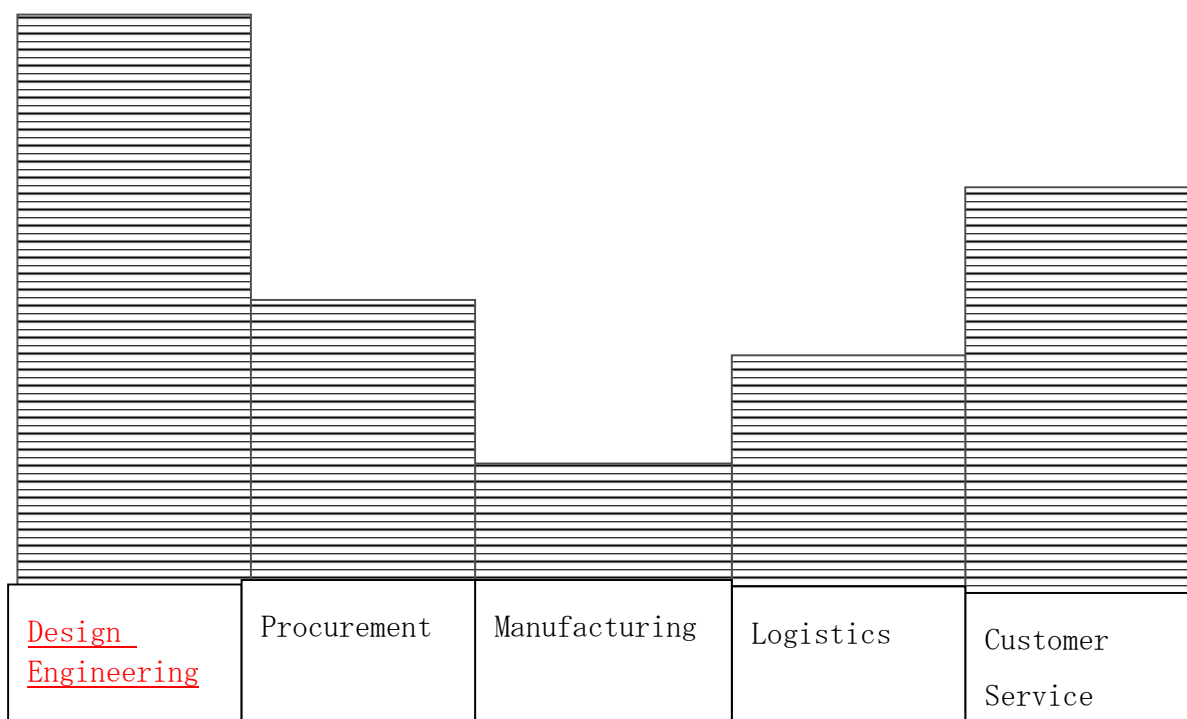 Design
Engineering
Procurement
Manufacturing
Logistics
Customer
Service